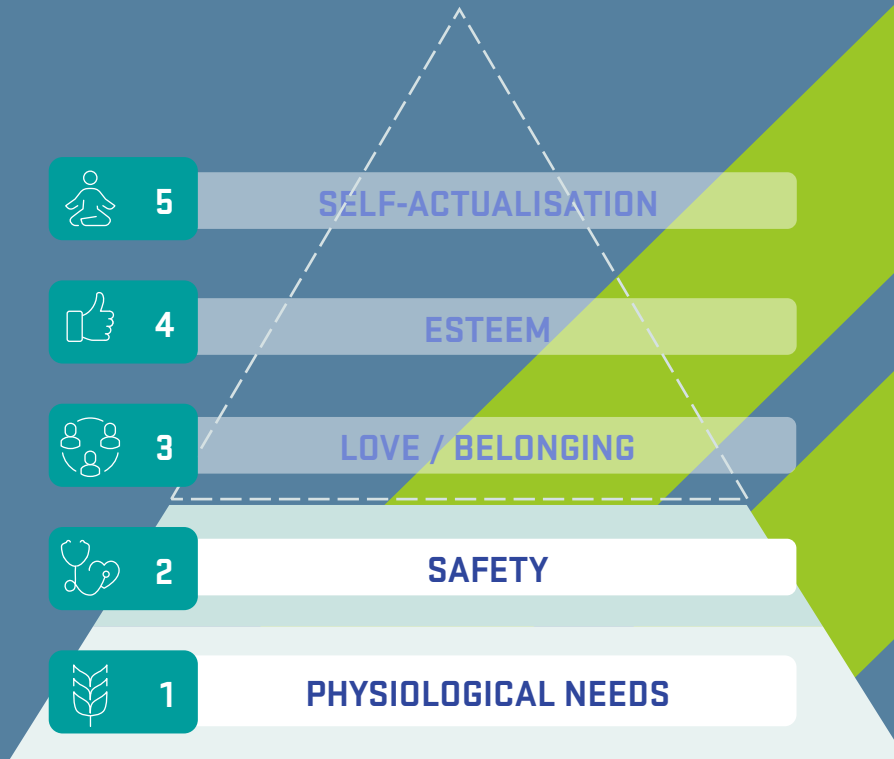 5 SELF-ACTUALISATION
4 ESTEEM
3 LOVE / BELONGING
2 SAFETY
1 PHYSIOLOGICAL NEEDS